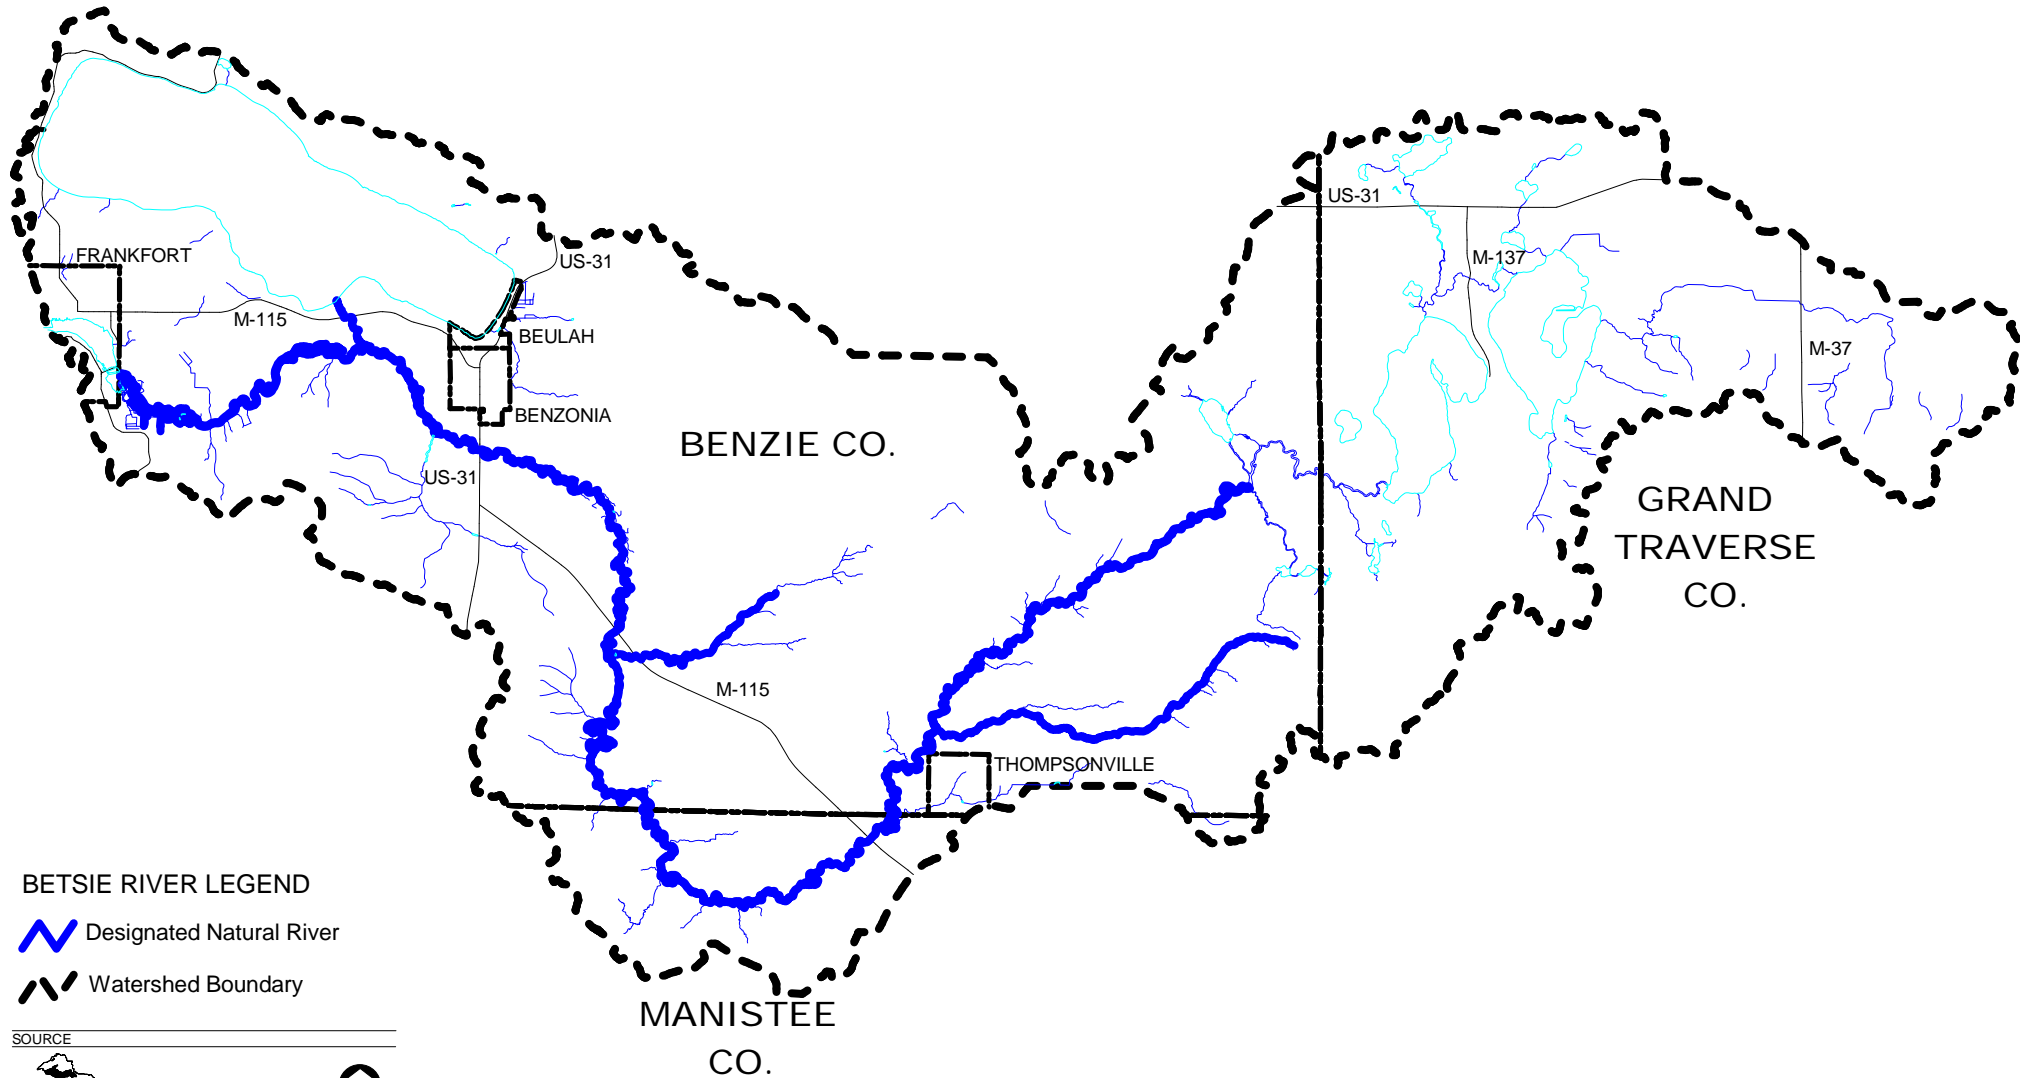 US-31
FRANKFORT
M-137
US-31
M-115
BEULAH
M-37
BENZONIA
BENZIE CO.
US-31
GRAND
TRAVERSE
CO.
M-115
THOMPSONVILLE
BETSIE RIVER LEGEND
Designated Natural River
Watershed Boundary
MANISTEE
CO.
SOURCE